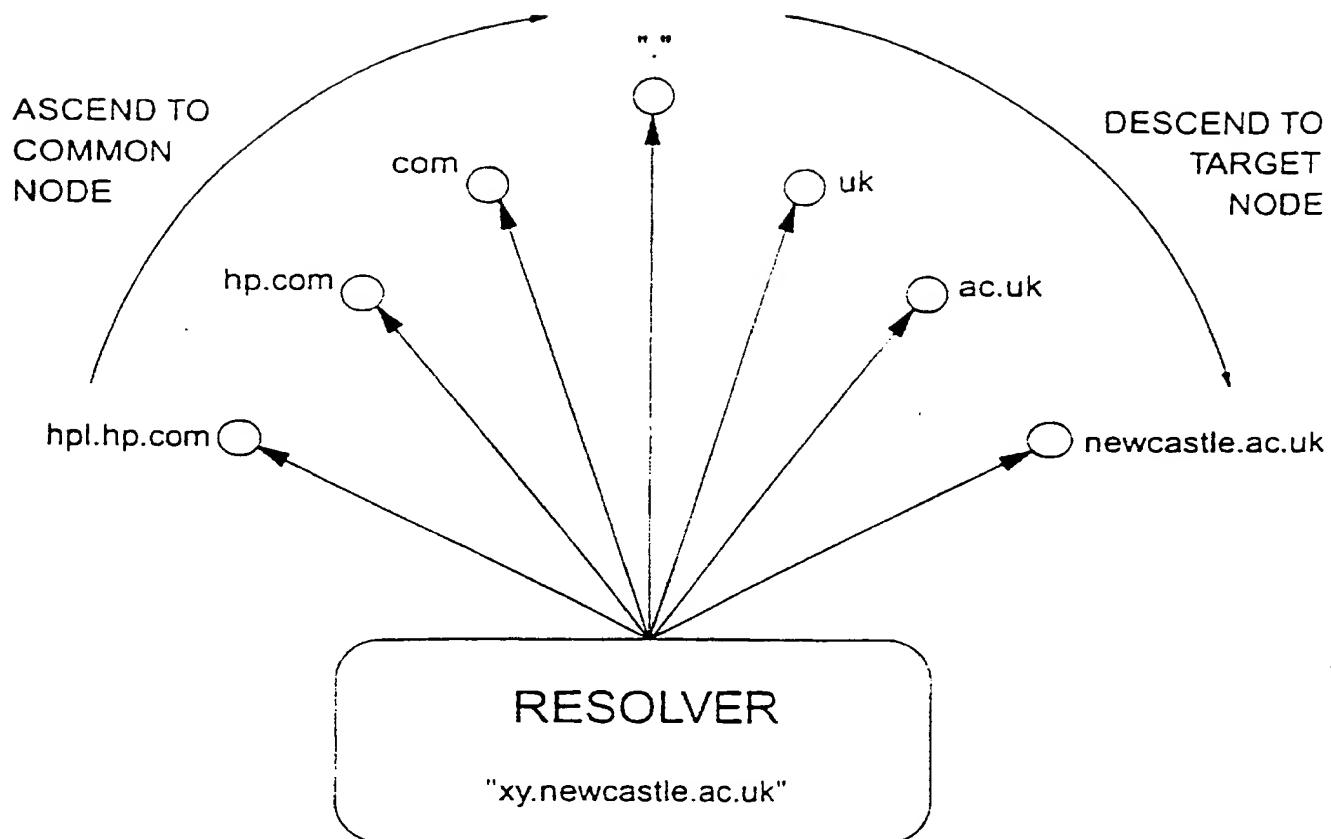 "."
ASCEND TO
COMMON
NODE
DESCEND TO
TARGET
NODE
com
uk
hp.com
ac.uk
hpl.hp.com
newcastle.ac.uk
RESOLVER
"xy.newcastle.ac.uk"